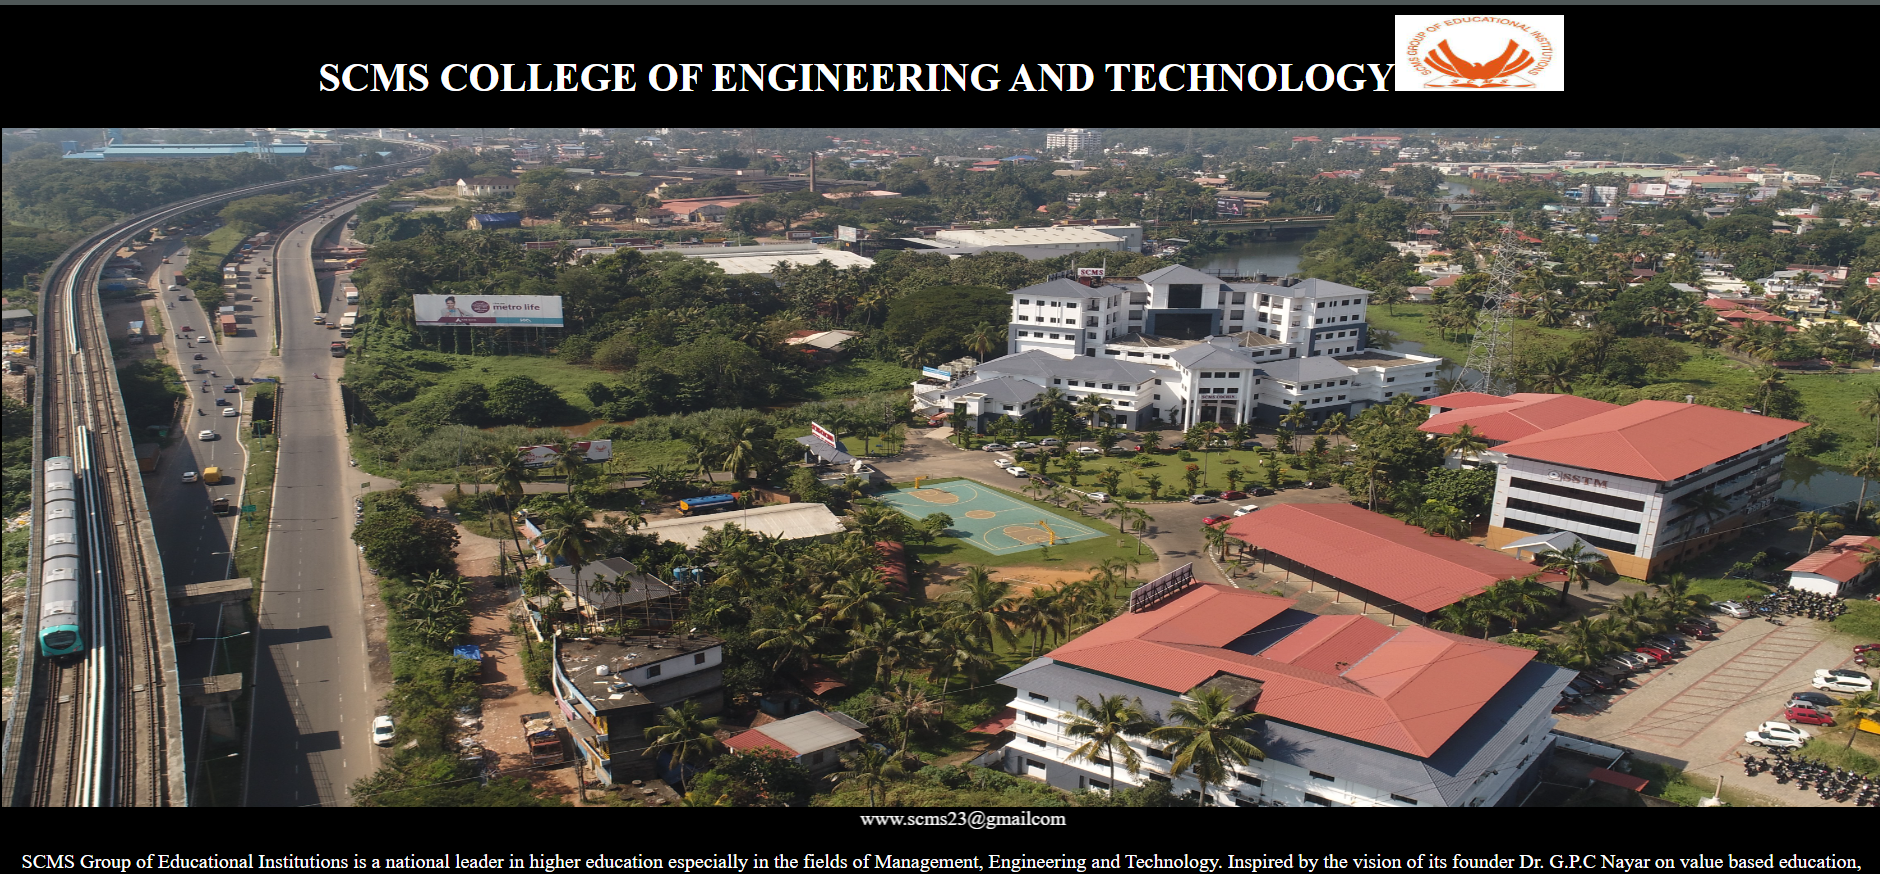 SCMS COLLEGE OF ENGINEERING AND TECHNOLOGY
SCMS GROUP OF EDUCATIONAL INSTITUTIONS
SCMS
SCMS
metro life
SSTM
www.scms23@gmailcom
SCMS Group of Educational Institutions is a national leader in higher education especially in the fields of Management, Engineering and Technology. Inspired by the vision of its founder Dr. G.P.C Nayar on value based education,